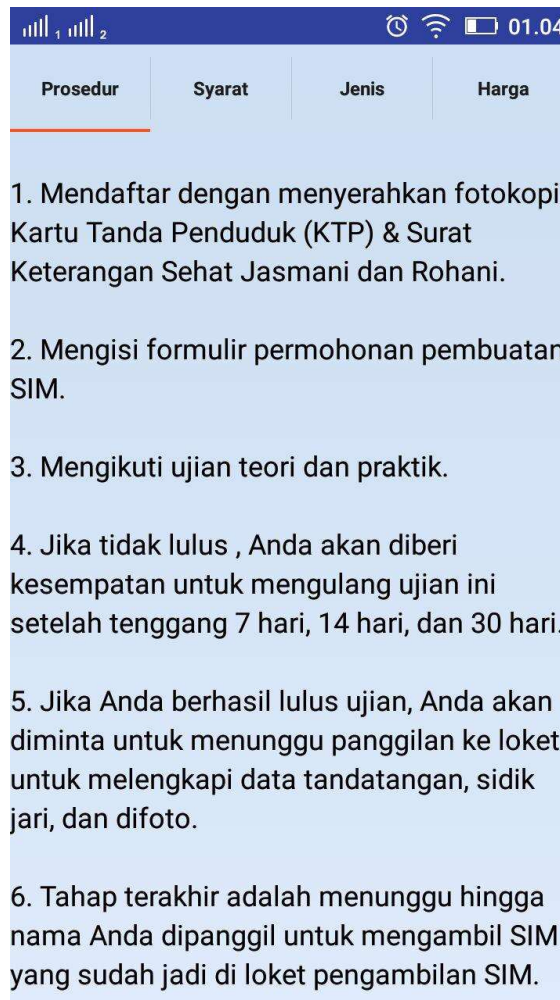 1 2 01.04
Prosedur Syarat Jenis Harga
1. Mendaftar dengan menyerahkan fotokopi
Kartu Tanda Penduduk (KTP) & Surat
Keterangan Sehat Jasmani dan Rohani.
2. Mengisi formulir permohonan pembuatan
SIM.
3. Mengikuti ujian teori dan praktik.
4. Jika tidak lulus , Anda akan diberi
kesempatan untuk mengulang ujian ini
setelah tenggang 7 hari, 14 hari, dan 30 hari.
5. Jika Anda berhasil lulus ujian, Anda akan
diminta untuk menunggu panggilan ke loket
untuk melengkapi data tandatangan, sidik
jari, dan difoto.
6. Tahap terakhir adalah menunggu hingga
nama Anda dipanggil untuk mengambil SIM
yang sudah jadi di loket pengambilan SIM.